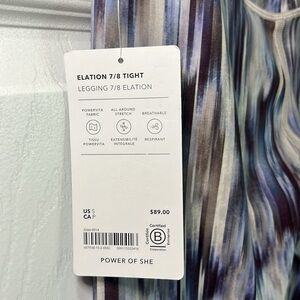 ELATION 7/8 TIGHT
LEGGING 7/8 ELATION
POWERVITA FABRIC
ALL-AROUND STRETCH
BREATHABLE
TISSU POWERVITA
EXTENSIBILITÉ INTÉGRALE
RESPIRANT
US S
CA P
$89.00
Certified
B
Corporation
POWER OF SHE